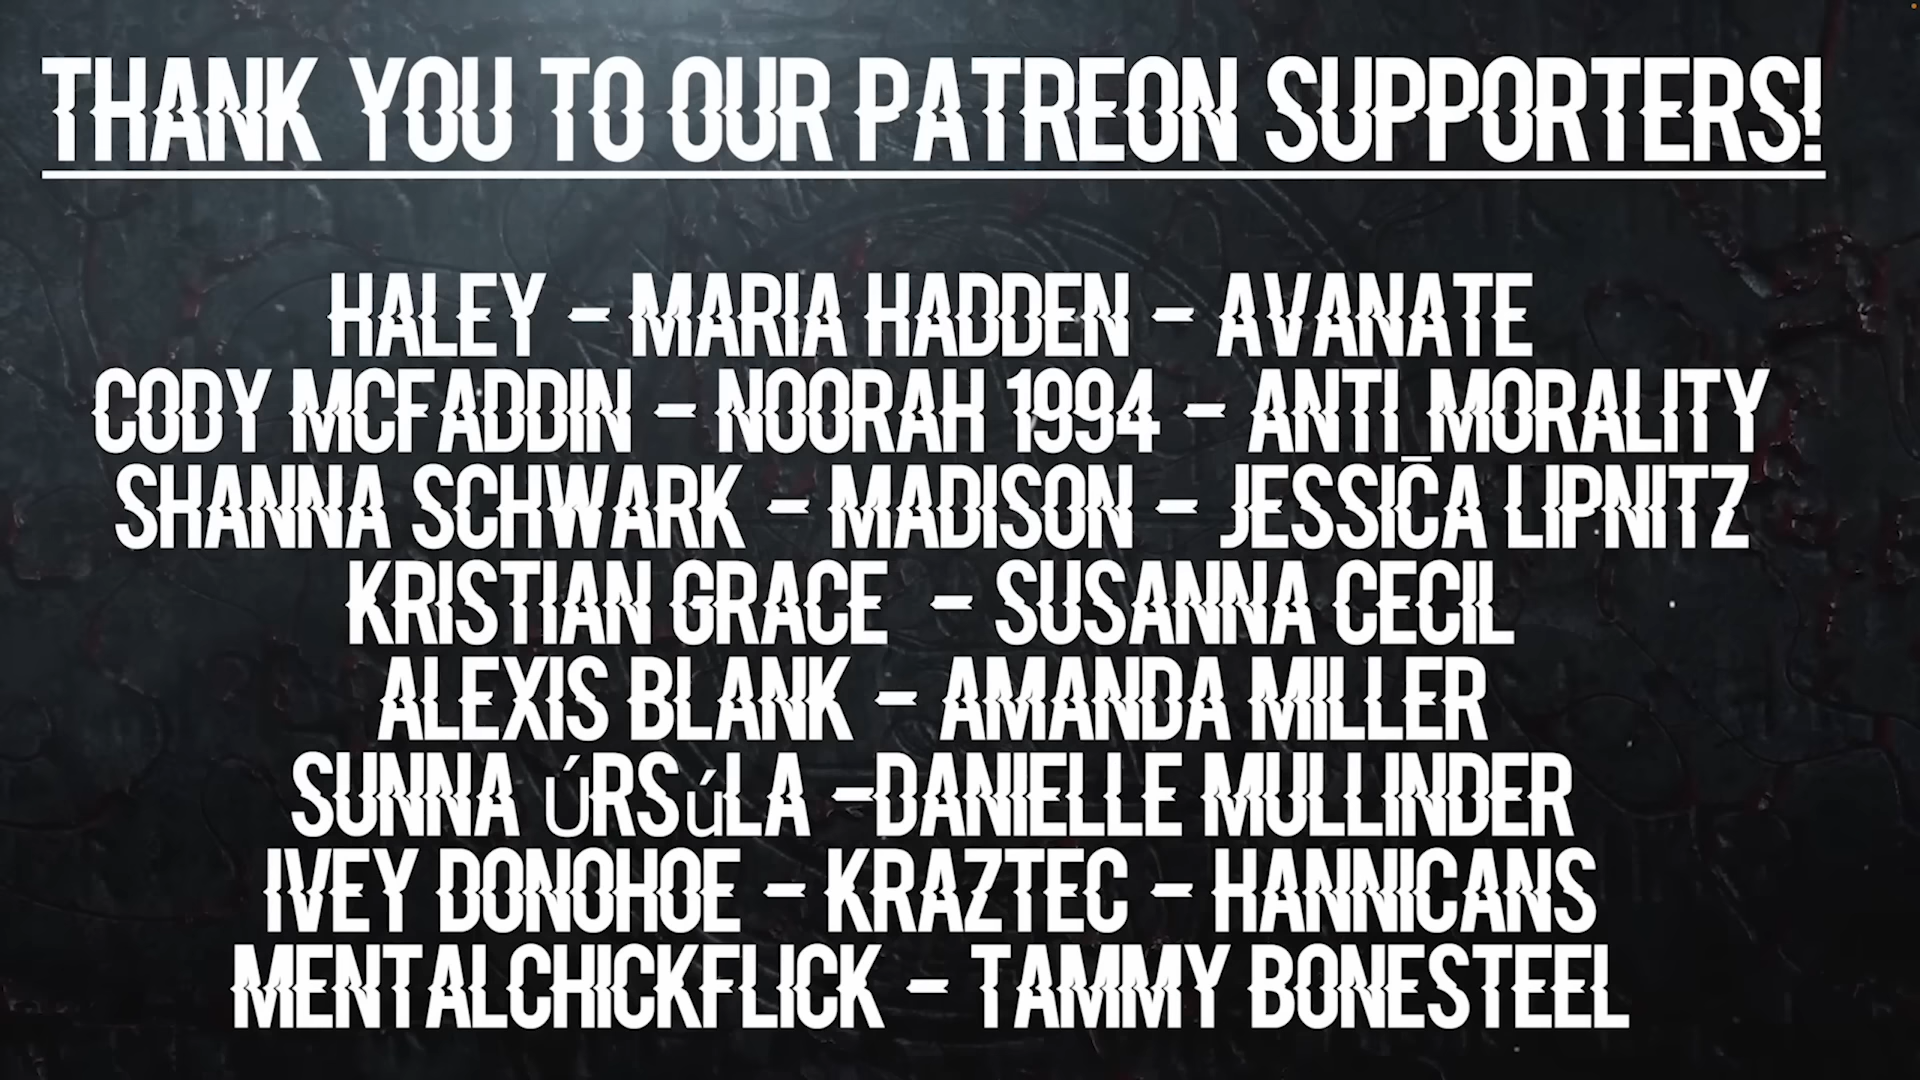 THANK YOU TO OUR PATREON SUPPORTERS!
HALEY - MARIA HADDEN - AVANATE
CODY MCFADDIN - NOORAH 1994 - ANTI_MORALITY
SHANNA SCHWARK - MADISON - JESSICA LIPNITZ
KRISTIAN GRACE - SUSANNA CECIL
ALEXIS BLANK - AMANDA MILLER
SUNNA ÚRSúLA -DANIELLE MULLINDER
IVEY DONOHOE - KRAZTEC - HANNICANS
MENTALCHICKFLICK - TAMMY BONESTEEL